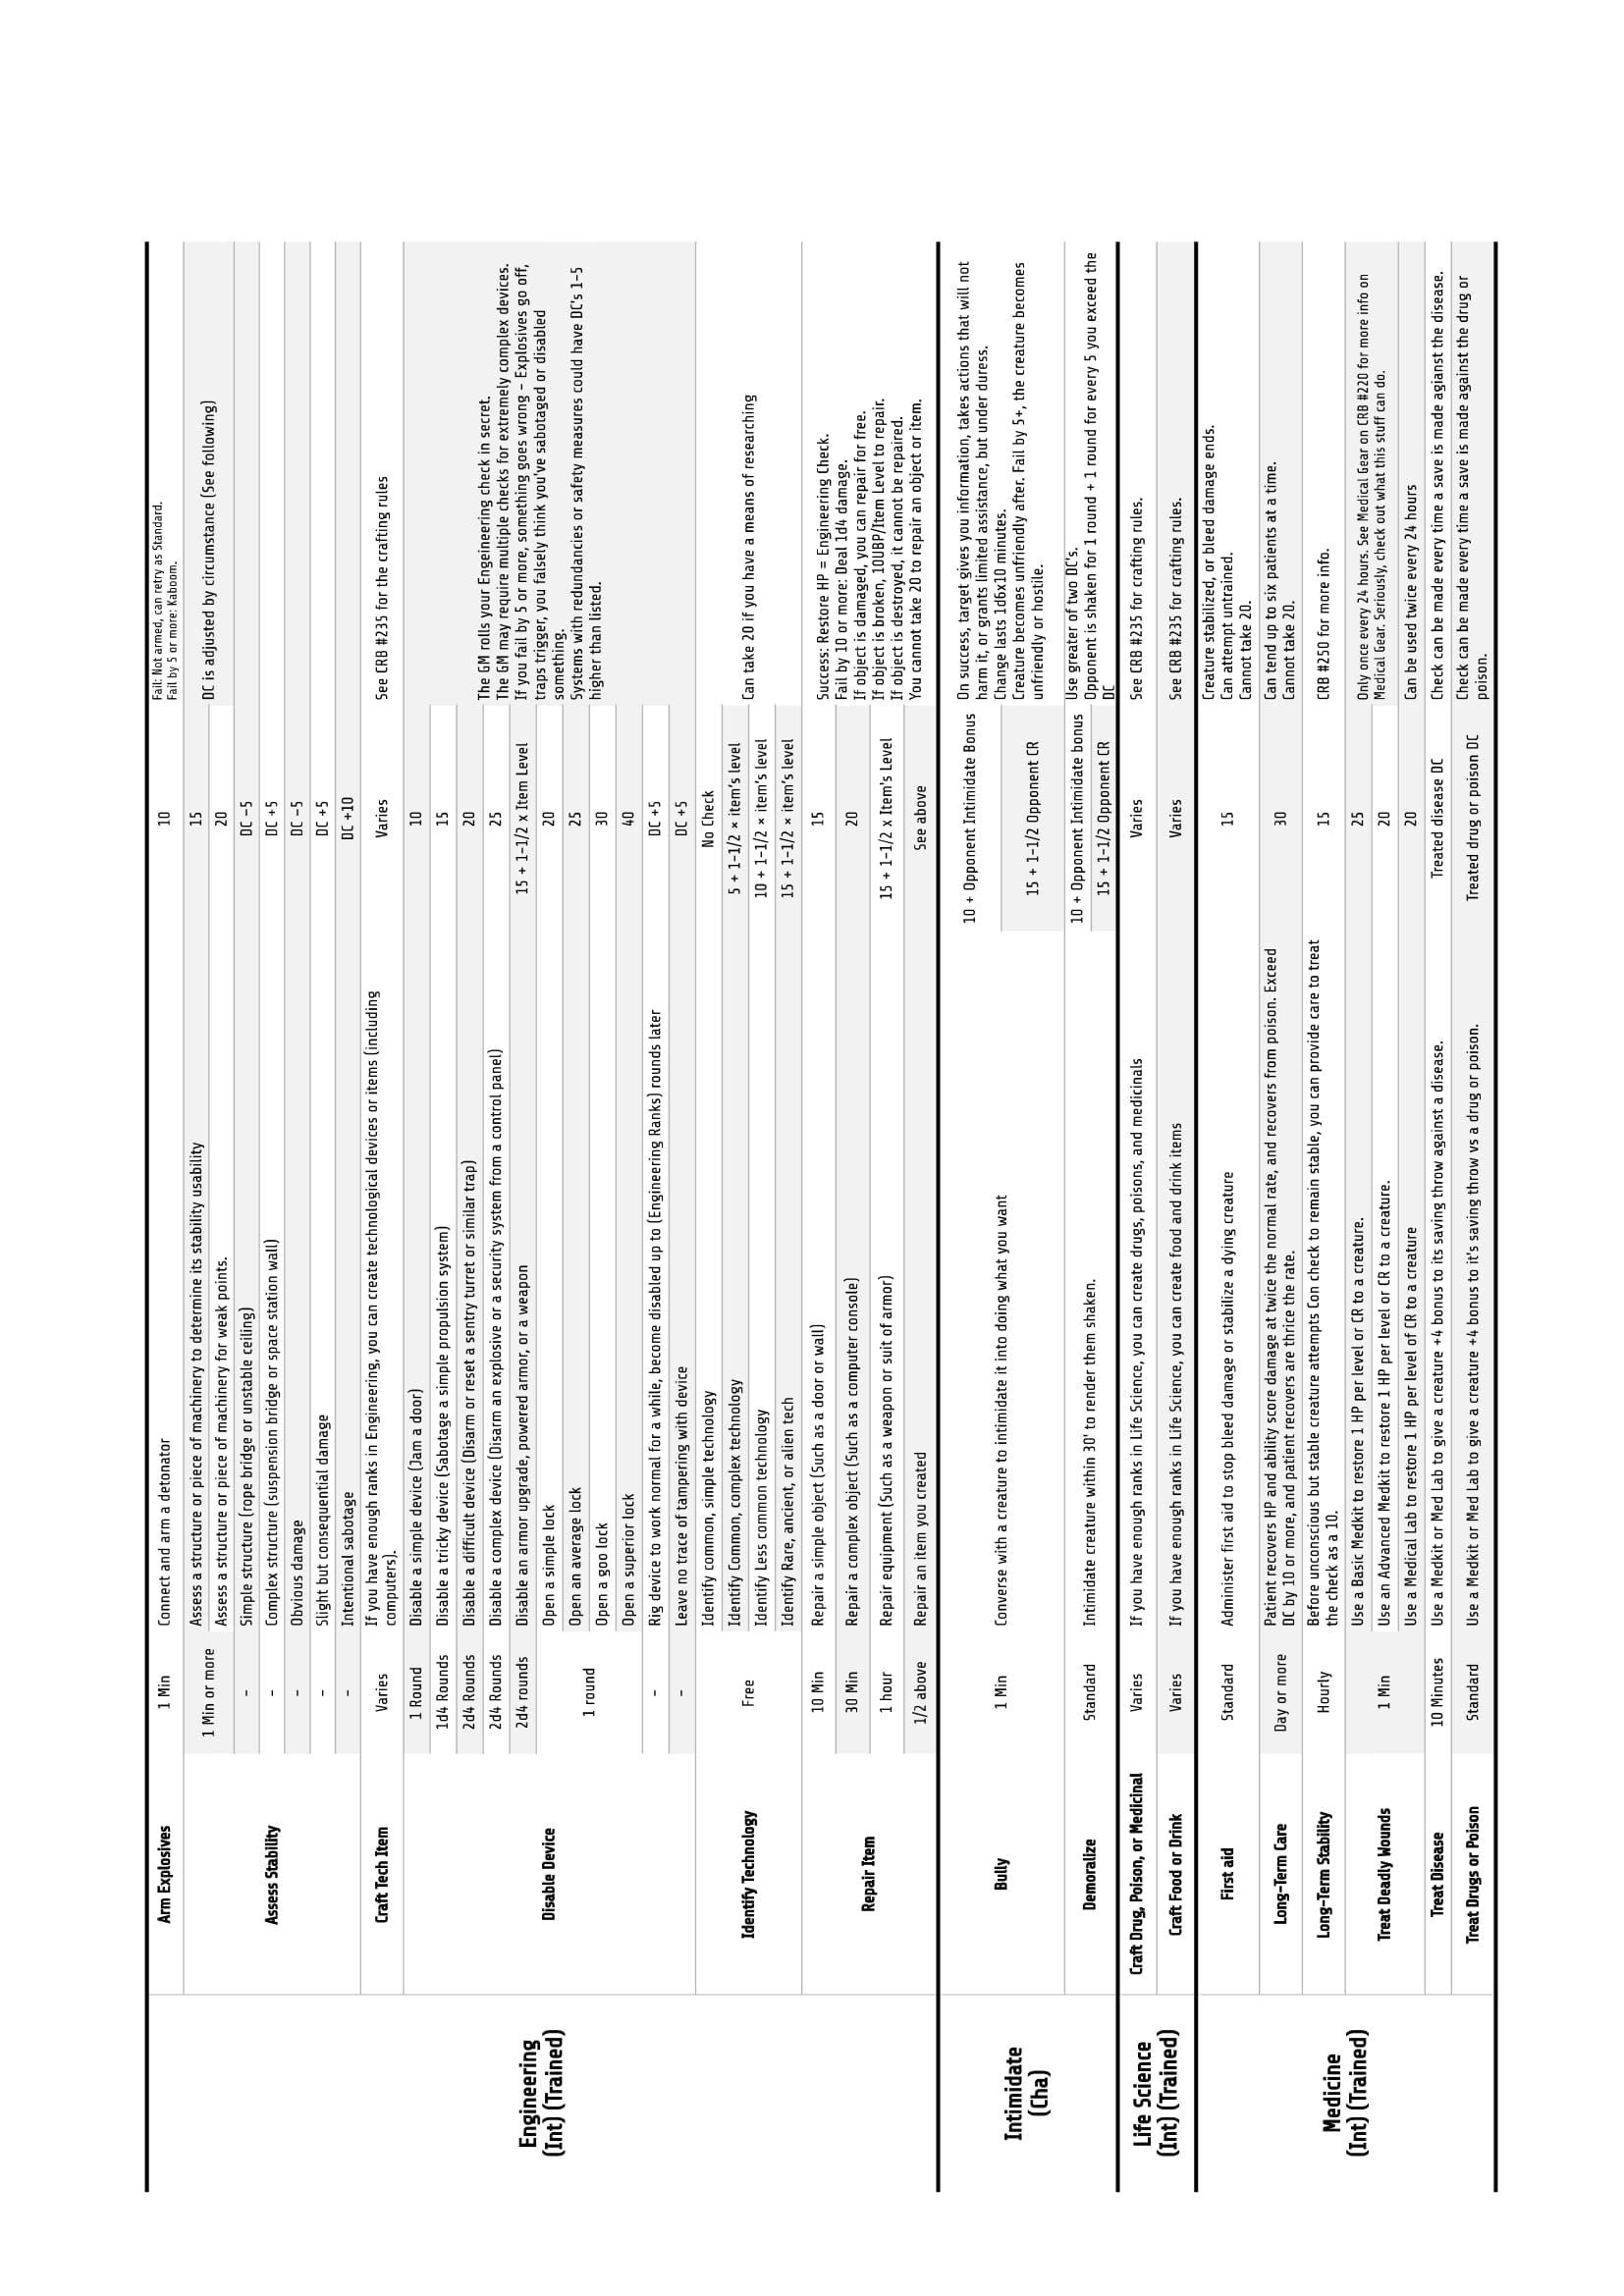 Engineering
(Int) (Trained)
Arm Explosives
1 Min
Connect and arm a detonator
10
Fail: Not armed, can retry as Standard.
Fail by 5 or more: Kaboom.
Assess Stability
1 Min or more
Assess a structure or piece of machinery to determine its stability usability
15
DC is adjusted by circumstance (See following)
Assess a structure or piece of machinery for weak points.
20
-
Simple structure (rope bridge or unstable ceiling)
DC -5
-
Complex structure (suspension bridge or space station wall)
DC +5
-
Obvious damage
DC -5
-
Slight but consequential damage
DC +5
-
Intentional sabotage
DC +10
Craft Tech Item
Varies
If you have enough ranks in Engineering, you can create technological devices or items (including
computers).
Varies
See CRB #235 for the crafting rules
Disable Device
1 Round
Disable a simple device (Jam a door)
10
1d4 Rounds
Disable a tricky device (Sabotage a simple propulsion system)
15
2d4 Rounds
Disable a difficult device (Disarm or reset a sentry turret or similar trap)
20
2d4 Rounds
Disable a complex device (Disarm an explosive or a security system from a control panel)
25
2d4 rounds
Disable an armor upgrade, powered armor, or a weapon
15 + 1-1/2 x Item Level
1 round
Open a simple lock
20
Open an average lock
25
Open a goo lock
30
Open a superior lock
40
-
Rig device to work normal for a while, become disabled up to (Engineering Ranks) rounds later
DC +5
-
Leave no trace of tampering with device
DC +5
The GM rolls your Engeineering check in secret.
The GM may require multiple checks for extremely complex devices.
If you fail by 5 or more, something goes wrong - Explosives go off,
traps trigger, you falsely think you've sabotaged or disabled
something.
Systems with redundancies or safety measures could have DC's 1-5
higher than listed.
Identify Technology
Free
Identify common, simple technology
No Check
Identify Common, complex technology
5 + 1-1/2 × item's level
Identify Less common technology
10 + 1-1/2 × item's level
Identify Rare, ancient, or alien tech
15 + 1-1/2 × item's level
Can take 20 if you have a means of researching
Repair Item
10 Min
Repair a simple object (Such as a door or wall)
15
30 Min
Repair a complex object (Such as a computer console)
20
1 hour
Repair equipment (Such as a weapon or suit of armor)
15 + 1-1/2 x Item's Level
1/2 above
Repair an item you created
See above
Success: Restore HP = Engineering Check.
Fail by 10 or more: Deal 1d4 damage.
If object is damaged, you can repair for free.
If object is broken, 10UBP/Item Level to repair.
If object is destroyed, it cannot be repaired.
You cannot take 20 to repair an object or item.
Intimidate
(Cha)
Bully
1 Min
Converse with a creature to intimidate it into doing what you want
10 + Opponent Intimidate Bonus
15 + 1-1/2 Opponent CR
On success, target gives you information, takes actions that will not
harm it, or grants limited assistance, but under duress.
Change lasts 1d6x10 minutes.
Creature becomes unfriendly after. Fail by 5+, the creature becomes
unfriendly or hostile.
Demoralize
Standard
Intimidate creature within 30' to render them shaken.
10 + Opponent Intimidate bonus
15 + 1-1/2 Opponent CR
Use greater of two DC's.
Opponent is shaken for 1 round + 1 round for every 5 you exceed the
DC
Life Science
(Int) (Trained)
Craft Drug, Poison, or Medicinal
Varies
If you have enough ranks in Life Science, you can create drugs, poisons, and medicinals
Varies
See CRB #235 for crafting rules.
Craft Food or Drink
Varies
If you have enough ranks in Life Science, you can create food and drink items
Varies
See CRB #235 for crafting rules.
Medicine
(Int) (Trained)
First aid
Standard
Administer first aid to stop bleed damage or stabilize a dying creature
15
Creature stabilized, or bleed damage ends.
Can attempt untrained.
Cannot take 20.
Long-Term Care
Day or more
Patient recovers HP and ability score damage at twice the normal rate, and recovers from poison. Exceed
DC by 10 or more, and patient recovers are thrice the rate.
30
Can tend up to six patients at a time.
Cannot take 20.
Long-Term Stability
Hourly
Before unconscious but stable creature attempts Con check to remain stable, you can provide care to treat
the check as a 10.
15
CRB #250 for more info.
Treat Deadly Wounds
1 Min
Use a Basic Medkit to restore 1 HP per level or CR to a creature.
25
Use an Advanced Medkit to restore 1 HP per level or CR to a creature.
20
Only once every 24 hours. See Medical Gear on CRB #220 for more info on
Medical Gear. Seriously, check out what this stuff can do.
Use a Medical Lab to restore 1 HP per level of CR to a creature
20
Can be used twice every 24 hours
Treat Disease
10 Minutes
Use a Medkit or Med Lab to give a creature +4 bonus to its saving throw against a disease.
Treated disease DC
Check can be made every time a save is made agianst the disease.
Treat Drugs or Poison
Standard
Use a Medkit or Med Lab to give a creature +4 bonus to it's saving throw vs a drug or poison.
Treated drug or poison DC
Check can be made every time a save is made against the drug or
poison.